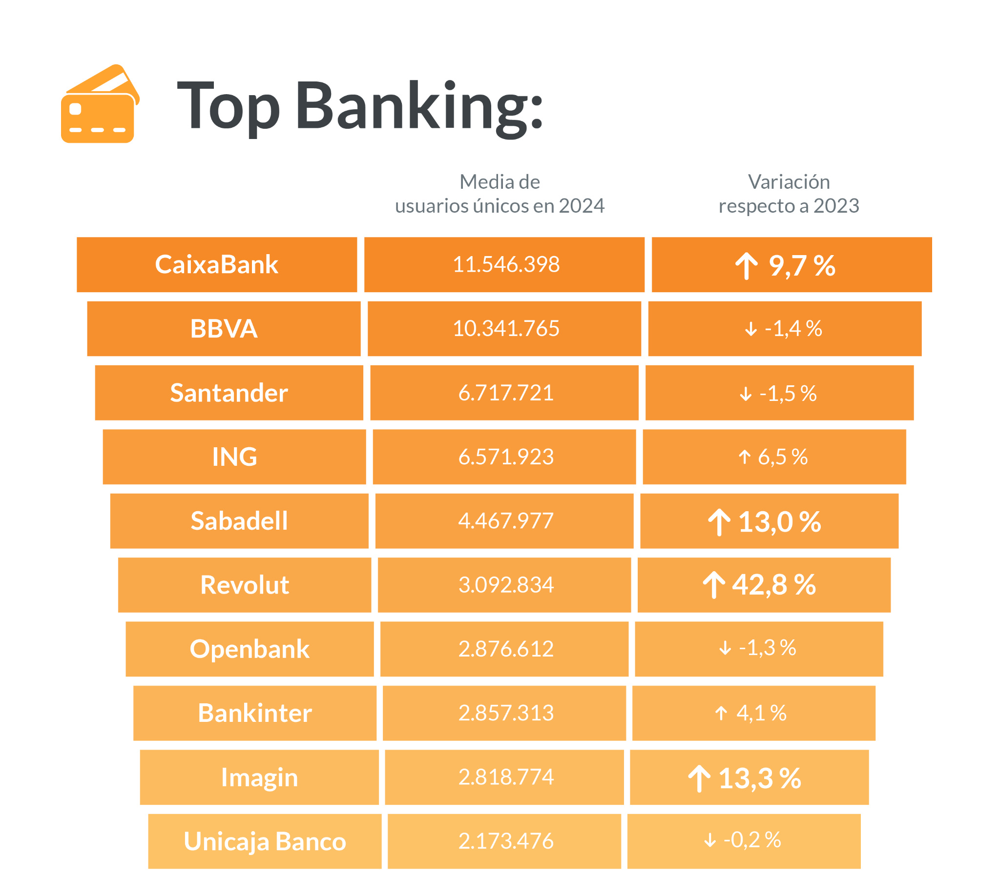 Top Banking:
Media de
usuarios únicos en 2024
Variación
respecto a 2023
CaixaBank 11.546.398 ↑ 9,7 %
BBVA 10.341.765 ↓ -1,4 %
Santander 6.717.721 ↓ -1,5 %
ING 6.571.923 ↑ 6,5 %
Sabadell 4.467.977 ↑ 13,0 %
Revolut 3.092.834 ↑ 42,8 %
Openbank 2.876.612 ↓ -1,3 %
Bankinter 2.857.313 ↑ 4,1 %
Imagin 2.818.774 ↑ 13,3 %
Unicaja Banco 2.173.476 ↓ -0,2 %